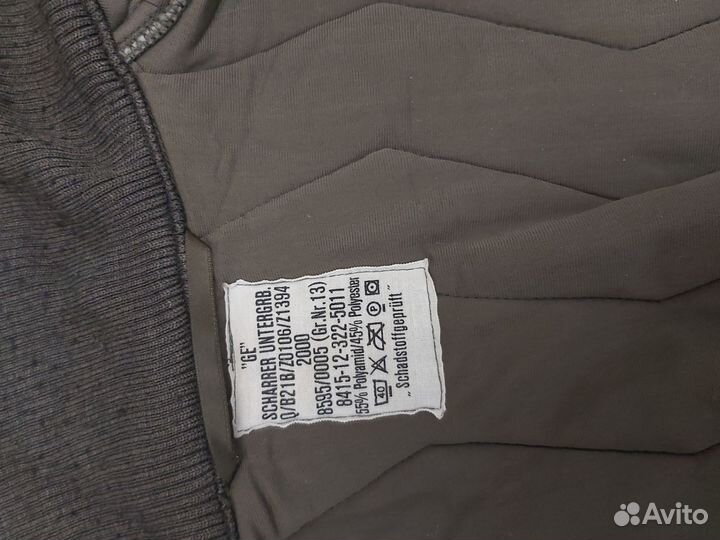 "GE"
SCHARRER UNTERGRB.
Q/B21B/Z0106/Z1394
2000
8595/0005 (Gr.Nr.13)
8415-12-322-5011
55% Polyamid/45% Polyester
40 P
„Schadstoffgeprüft"
Avito